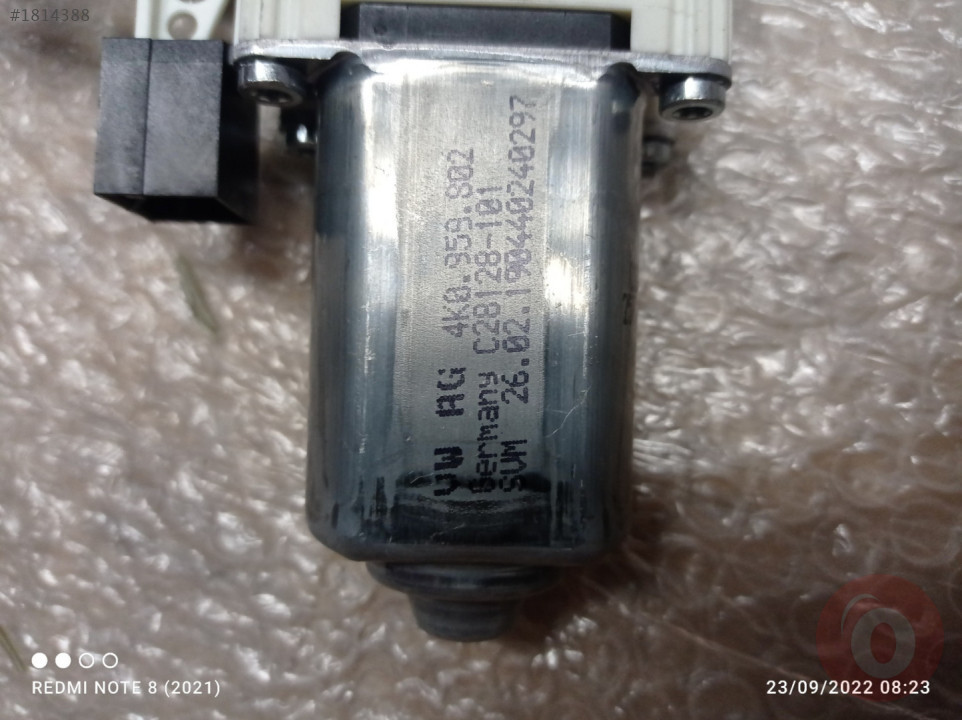 #1814388
VW AG 4K0.959.802
Germany C28128-101
SVM 26.02.19044024029​7
REDMI NOTE 8 (2021)
23/09/2022 08:23